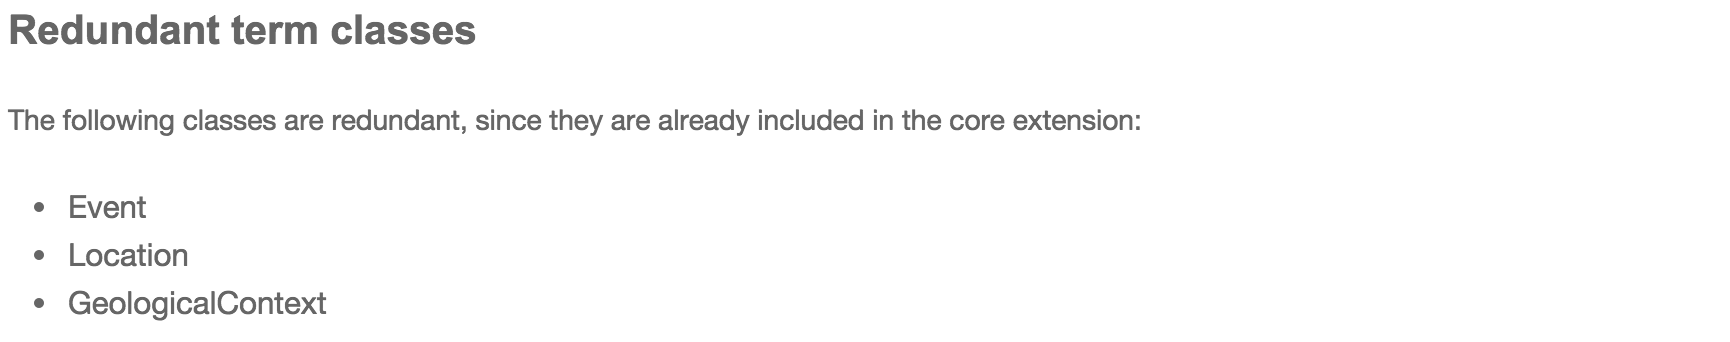 Redundant term classes
The following classes are redundant, since they are already included in the core extension:
• Event
• Location
• GeologicalContext